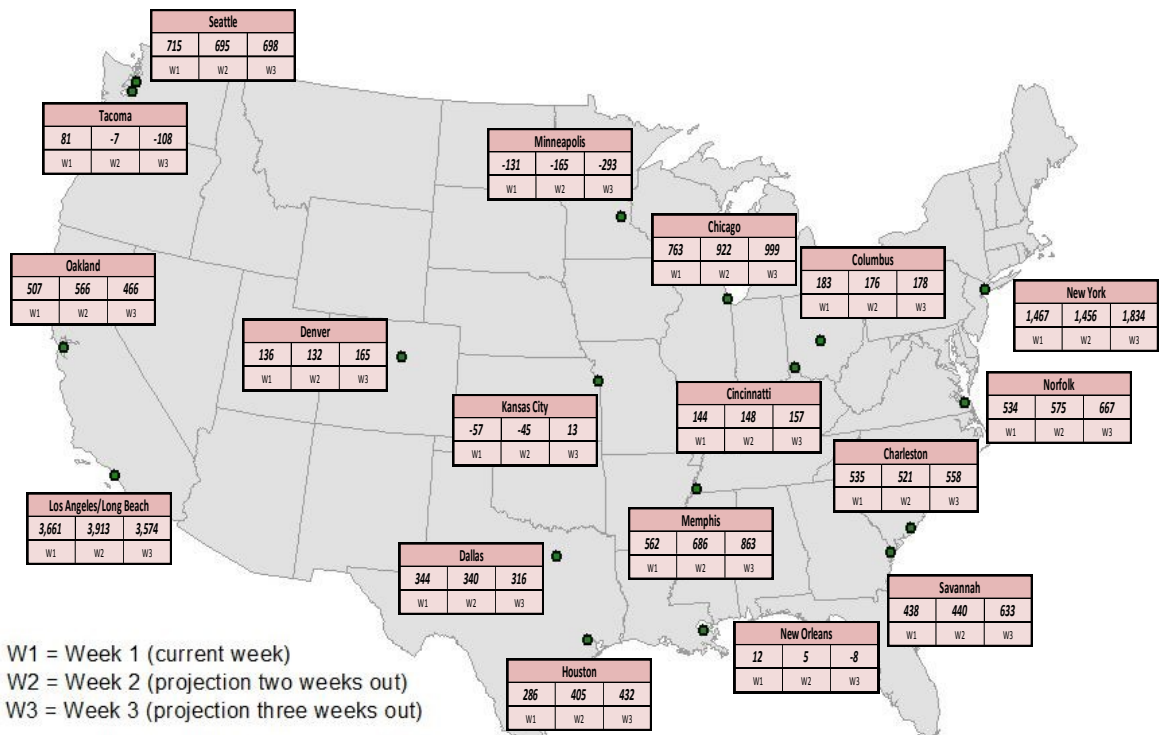 Seattle
715 695 698
W1 W2 W3
Tacoma
81 -7 -108
W1 W2 W3
Minneapolis
-131 -165 -293
W1 W2 W3
Chicago
763 922 999
W1 W2 W3
Columbus
183 176 178
W1 W2 W3
Oakland
507 566 466
W1 W2 W3
New York
1,467 1,456 1,834
W1 W2 W3
Denver
136 132 165
W1 W2 W3
Norfolk
534 575 667
W1 W2 W3
Cincinnatti
144 148 157
W1 W2 W3
Kansas City
-57 -45 13
W1 W2 W3
Charleston
535 521 558
W1 W2 W3
Los Angeles/Long Beach
3,661 3,913 3,574
W1 W2 W3
Memphis
562 686 863
W1 W2 W3
Dallas
344 340 316
W1 W2 W3
Savannah
438 440 633
W1 W2 W3
New Orleans
12 5 -8
W1 W2 W3
Houston
286 405 432
W1 W2 W3
W1 = Week 1 (current week)
W2 = Week 2 (projection two weeks out)
W3 = Week 3 (projection three weeks out)